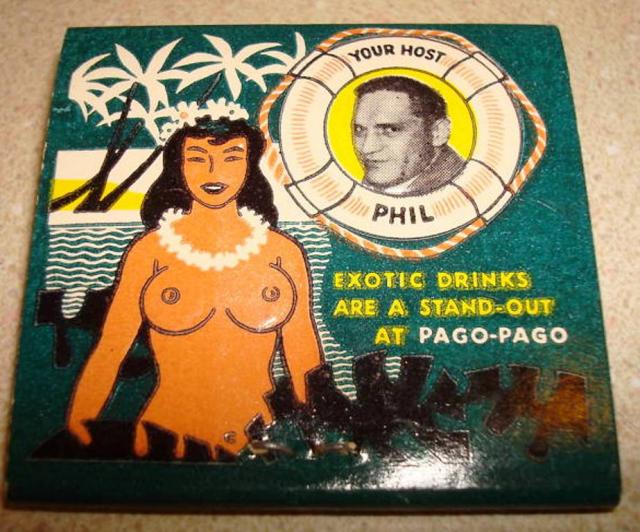 YOUR HOST
PHIL
EXOTIC DRINKS
ARE A STAND-OUT
AT PAGO-PAGO